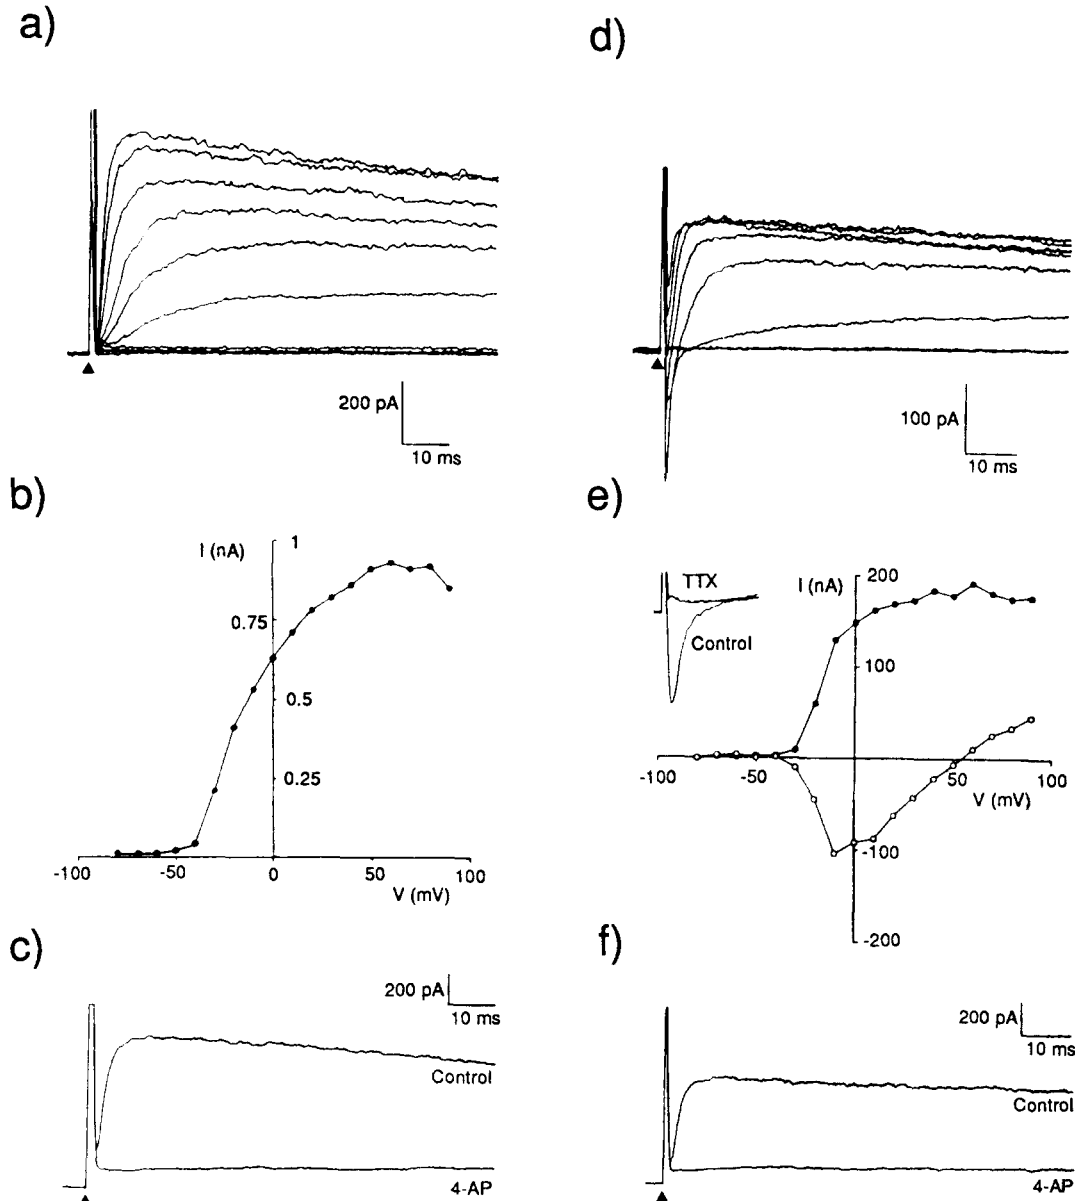 a)
200 pA
10 ms
b)
I (nA)
1
0.75
0.5
0.25
-100
-50
0
50
100
V (mV)
c)
200 pA
10 ms
Control
4-AP
d)
100 pA
10 ms
e)
TTX
Control
I (nA)
200
100
-100
-50
50
100
V (mV)
-100
-200
f)
200 pA
10 ms
Control
4-AP